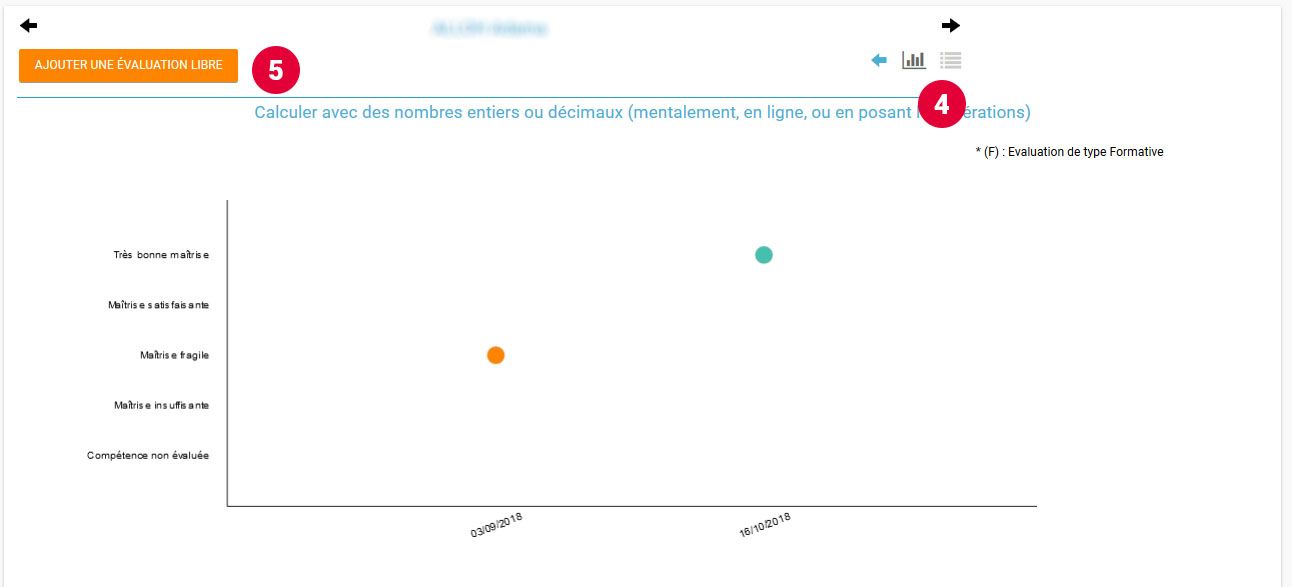 AJOUTER UNE ÉVALUATION LIBRE
5
4
Calculer avec des nombres entiers ou décimaux (mentalement, en ligne, ou en posant l érations)
* (F) : Evaluation de type Formative
Très bonne maîtrise
Maîtrise satisfaisante
Maîtrise fragile
Maîtrise insuffisante
Compétence non évaluée
03/09/2018
16/10/2018